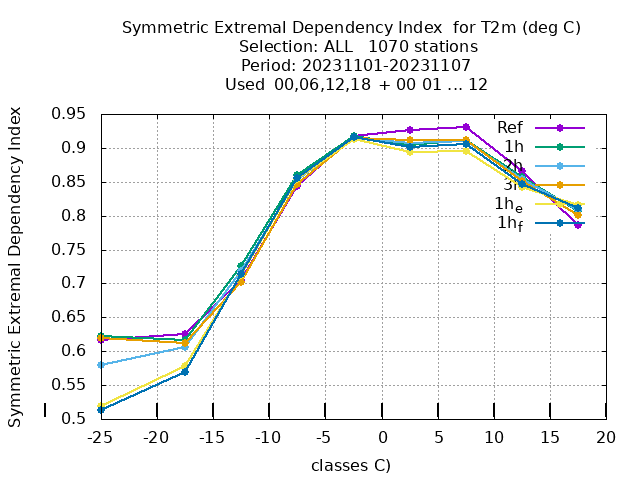 Symmetric Extremal Dependency Index  for T2m (deg C)
Selection: ALL   1070 stations
Period: 20231101-20231107
Used  00,06,12,18  + 00 01 ... 12
Symmetric Extremal Dependency Index
0.95
0.9
0.85
0.8
0.75
0.7
0.65
0.6
0.55
0.5
-25 -20 -15 -10 -5 0 5 10 15 20
classes C)
Ref
1h
2h
3h
1he
1hf